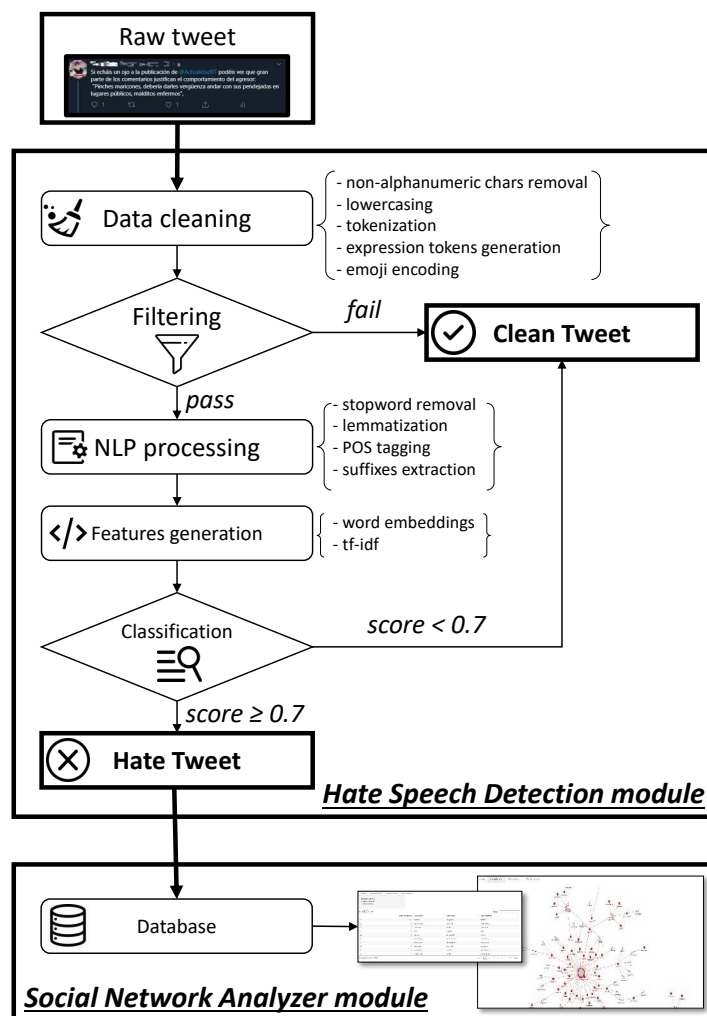 Raw tweet
Si echáis un ojo a la publicación de @ActualidadRT podéis ver que gran
parte de los comentarios justifican el comportamiento del agresor:
"Pinches maricones, debería darles vergüenza andar con sus pendejadas en
lugares públicos, malditos enfermos".
1
1
Data cleaning
- non-alphanumeric chars removal
- lowercasing
- tokenization
- expression tokens generation
- emoji encoding
Filtering
fail
Clean Tweet
pass
NLP processing
- stopword removal
- lemmatization
- POS tagging
- suffixes extraction
Features generation
- word embeddings
- tf-idf
Classification
score < 0.7
score ≥ 0.7
Hate Tweet
Hate Speech Detection module
Database
Social Network Analyzer module